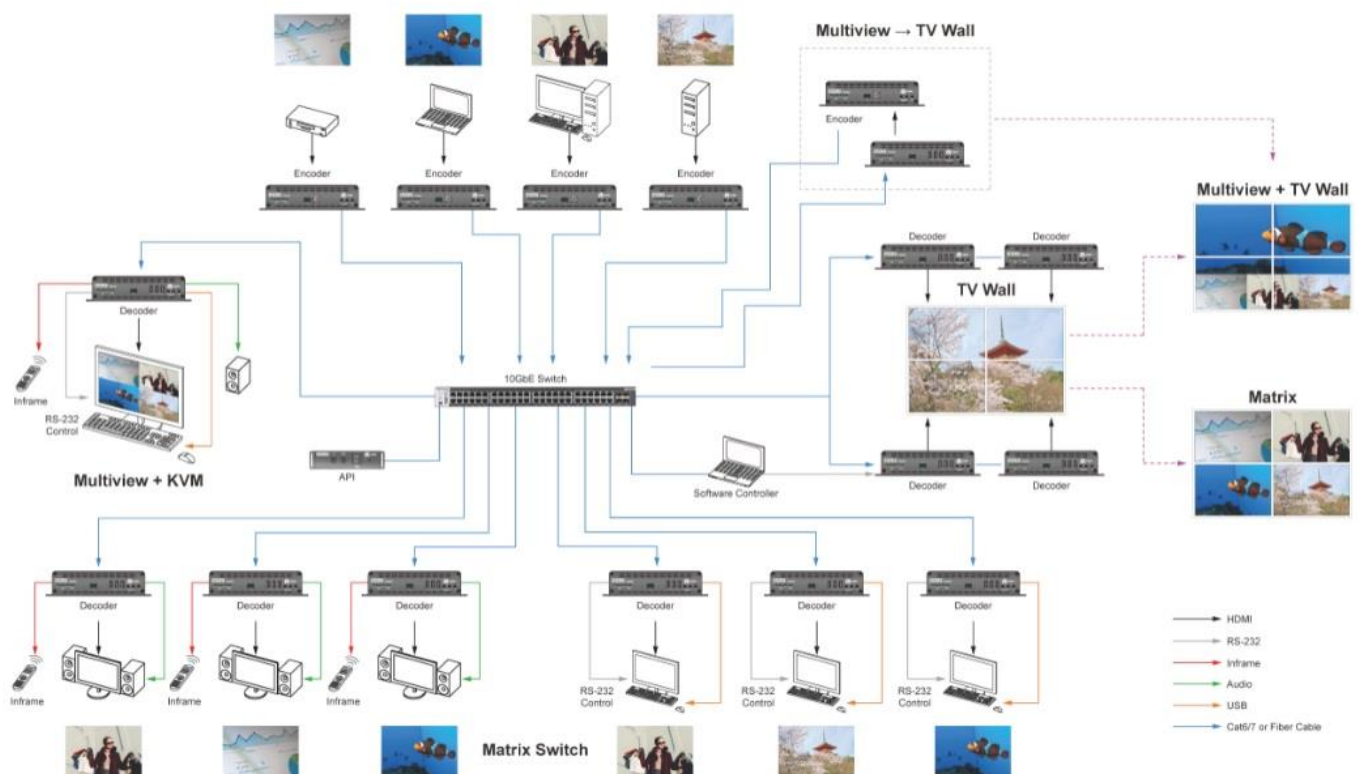 Multiview → TV Wall
Encoder
Encoder
Encoder
Encoder
Encoder
Multiview + TV Wall
Decoder
Decoder
TV Wall
Decoder
Inframe
RS-232
Control
Multiview + KVM
10GbE Switch
API
Software Controller
Decoder
Decoder
Matrix
Decoder
Decoder
Decoder
Decoder
Decoder
Decoder
Inframe
Inframe
Inframe
RS-232
Control
RS-232
Control
RS-232
Control
Matrix Switch
HDMI
RS-232
Inframe
Audio
USB
Cat6/7 or Fiber Cable